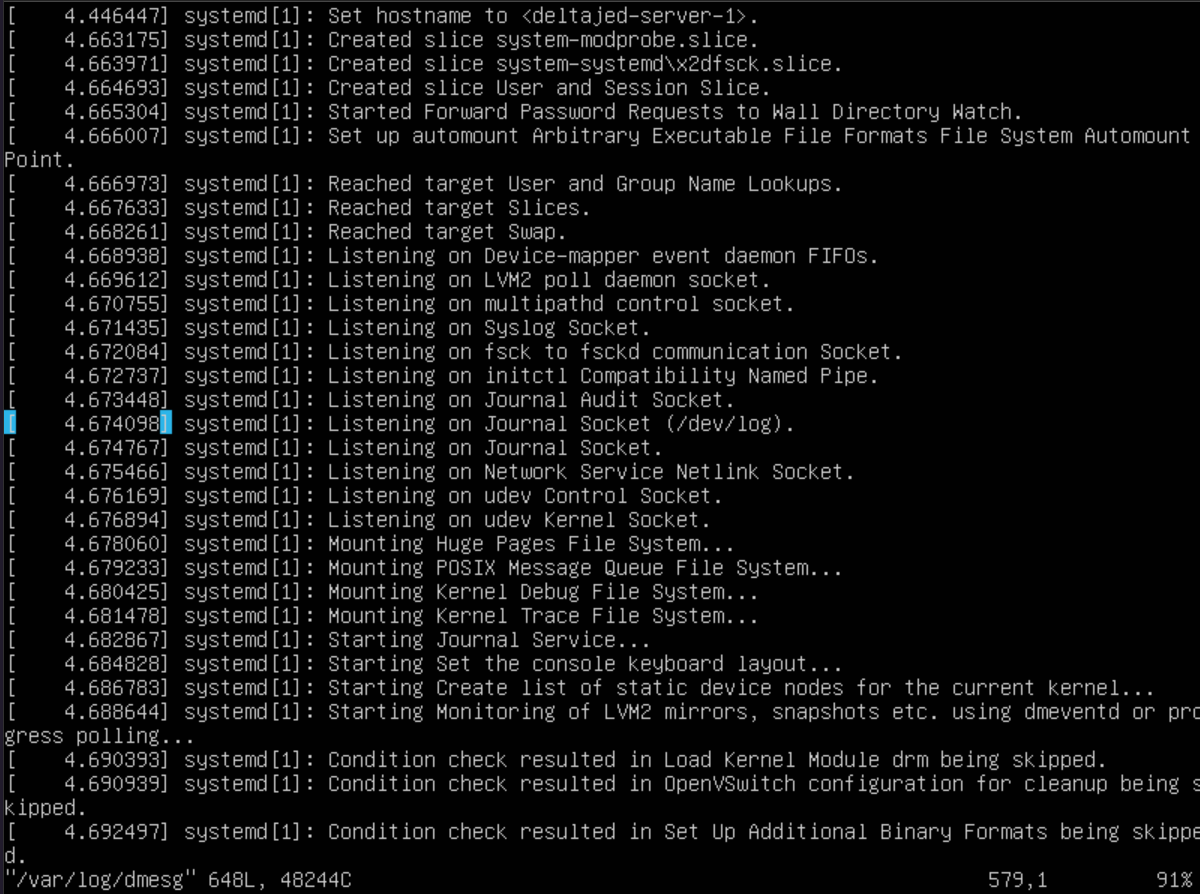 [    4.446447] systemd[1]: Set hostname to <deltajed-server-1>.
[    4.663175] systemd[1]: Created slice system-modprobe.slice.
[    4.663971] systemd[1]: Created slice system-systemd\x2dfsck.slice.
[    4.664693] systemd[1]: Created slice User and Session Slice.
[    4.665304] systemd[1]: Started Forward Password Requests to Wall Directory Watch.
[    4.666007] systemd[1]: Set up automount Arbitrary Executable File Formats File System Automount
Point.
[    4.666973] systemd[1]: Reached target User and Group Name Lookups.
[    4.667633] systemd[1]: Reached target Slices.
[    4.668261] systemd[1]: Reached target Swap.
[    4.668938] systemd[1]: Listening on Device-mapper event daemon FIFOs.
[    4.669612] systemd[1]: Listening on LVM2 poll daemon socket.
[    4.670755] systemd[1]: Listening on multipathd control socket.
[    4.671435] systemd[1]: Listening on Syslog Socket.
[    4.672084] systemd[1]: Listening on fsck to fsckd communication Socket.
[    4.672737] systemd[1]: Listening on initctl Compatibility Named Pipe.
[    4.673448] systemd[1]: Listening on Journal Audit Socket.
[    4.674098] systemd[1]: Listening on Journal Socket (/dev/log).
[    4.674767] systemd[1]: Listening on Journal Socket.
[    4.675466] systemd[1]: Listening on Network Service Netlink Socket.
[    4.676169] systemd[1]: Listening on udev Control Socket.
[    4.676894] systemd[1]: Listening on udev Kernel Socket.
[    4.678060] systemd[1]: Mounting Huge Pages File System...
[    4.679233] systemd[1]: Mounting POSIX Message Queue File System...
[    4.680425] systemd[1]: Mounting Kernel Debug File System...
[    4.681478] systemd[1]: Mounting Kernel Trace File System...
[    4.682867] systemd[1]: Starting Journal Service...
[    4.684828] systemd[1]: Starting Set the console keyboard layout...
[    4.686783] systemd[1]: Starting Create list of static device nodes for the current kernel...
[    4.688644] systemd[1]: Starting Monitoring of LVM2 mirrors, snapshots etc. using dmeventd or pro
gress polling...
[    4.690393] systemd[1]: Condition check resulted in Load Kernel Module drm being skipped.
[    4.690939] systemd[1]: Condition check resulted in OpenVSwitch configuration for cleanup being s
kipped.
[    4.692497] systemd[1]: Condition check resulted in Set Up Additional Binary Formats being skippe
d.
"/var/log/dmesg" 648L, 48244C 579,1 91%